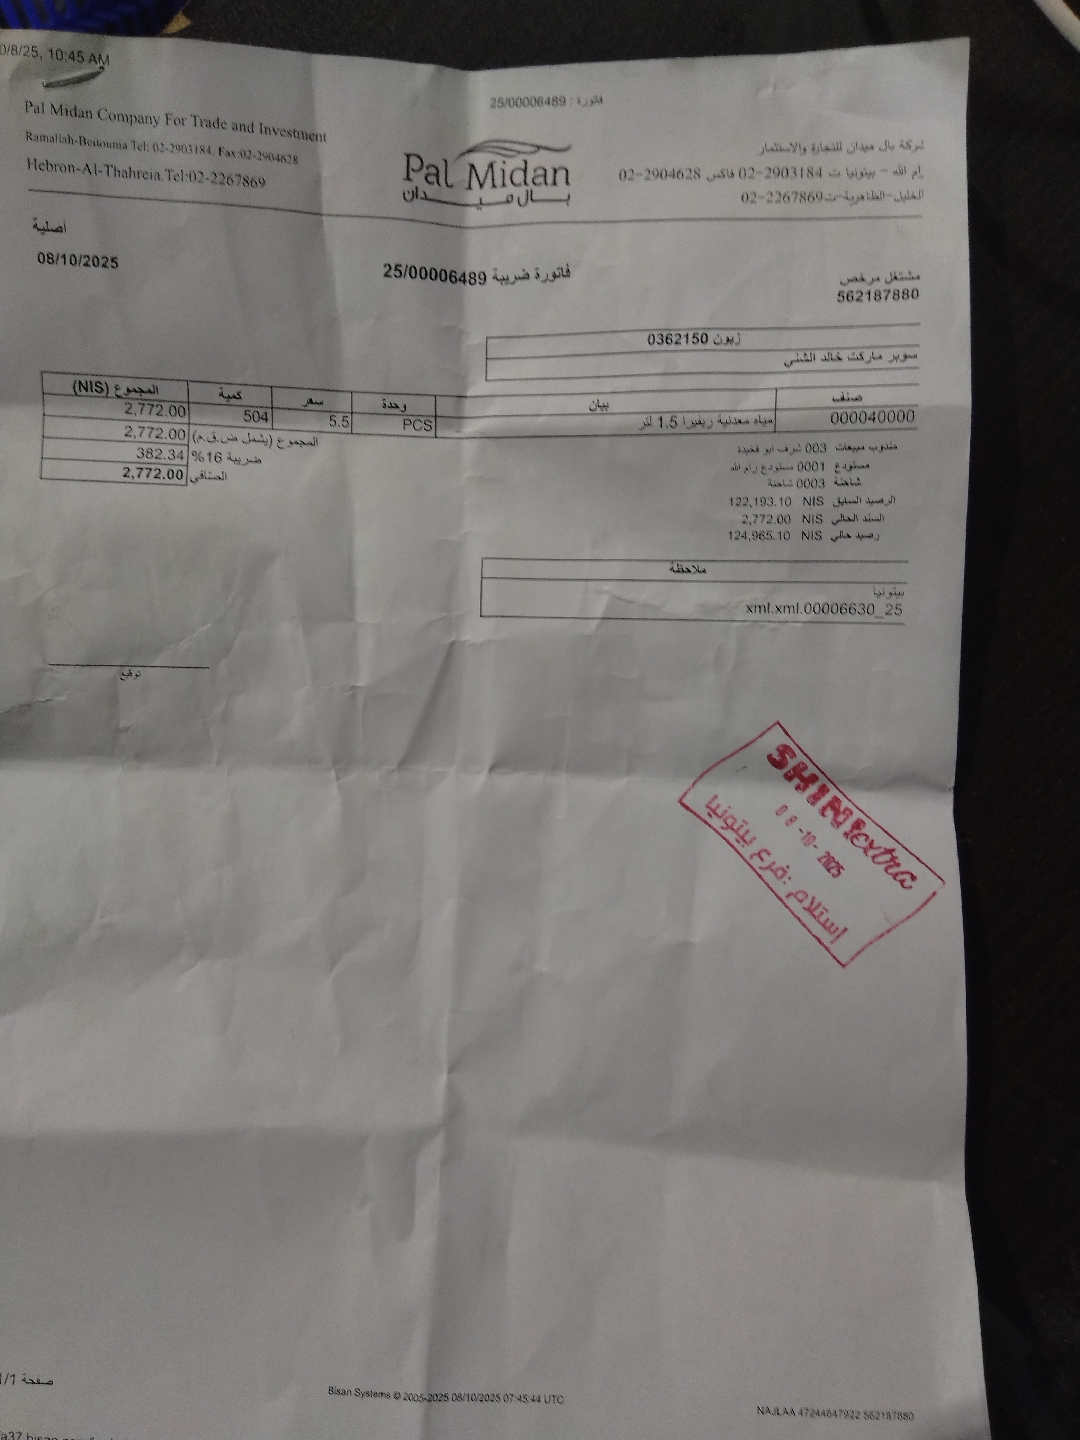 10:45 AM
فاتورة : 25/00006489
Pal Midan Company For Trade and Investment
Ramallah-Beitounia Tel: 02-2903184. Fax:02-2904628
Hebron-Al-Thahreia.Tel:02-2267869
Pal Midan
بال ميدان
شركة بال ميدان للتجارة والاستثمار
رام الله - بيتونيا ت 2903184-02 فاكس 2904628-02
الخليل-الظاهرية-ت2267869-02
أصلية
08/10/2025
فاتورة ضريبة 25/00006489
مشتغل مرخص
562187880
زبون 0362150
سوبر ماركت خالد الشني
صنف بيان وحدة سعر كمية المجموع (NIS)
000040000 مياه معدنية ريفيرا 1.5 لتر PCS 5.5 504 2,772.00
المجموع (يشمل ض.ق.م) 2,772.00
ضريبة 16% 382.34
الصافي 2,772.00
مندوب مبيعات 003 شرف ابو فخيدة
مستودع 0001 مستودع رام الله
شاحنة 0003 شاحنة
الرصيد السابق NIS 122,193.10
السند الحالي NIS 2,772.00
رصيد حالي NIS 124,965.10
ملاحظة
بيتونيا
xml.xml.00006630_25
توقيع
SHINI extra
08-10-2025
إستلام :فرع بيتونيا
صفحة 1/1
Bisan Systems © 2005-2025 08/10/2025 07:45:44 UTC
NAJLAA 47244647922 562187880